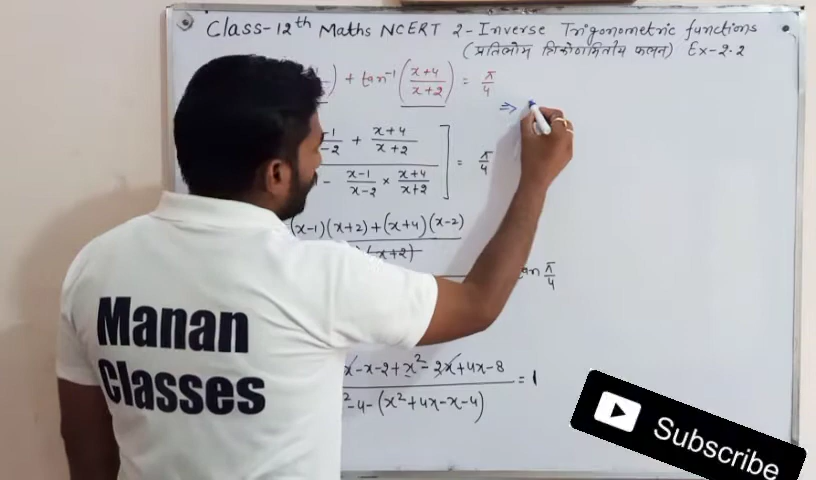 Class-12th Maths NCERT 2-Inverse Trigonometric functions
(प्रतिलोम त्रिकोणमितीय फलन) Ex-2.2
) + tan⁻¹ (x+4/x+2) = π/4
⇒
-1/-2 + x+4/x+2
- x-1/x-2 × x+4/x+2 ] = π/4
(x-1)(x+2)+(x+4)(x-2)
(x+2)
tan π/4
x-x-2+x²-2x+4x-8
²-4-(x²+4x-x-4) = 1
Manan
Classes
Subscribe